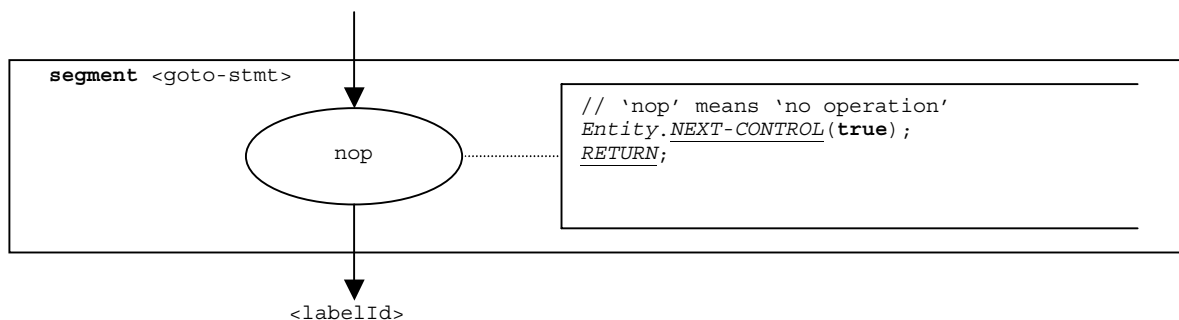 segment <goto-stmt>
// ‘nop’ means ‘no operation’
Entity.NEXT-CONTROL(true);
RETURN;
nop
<labelId>